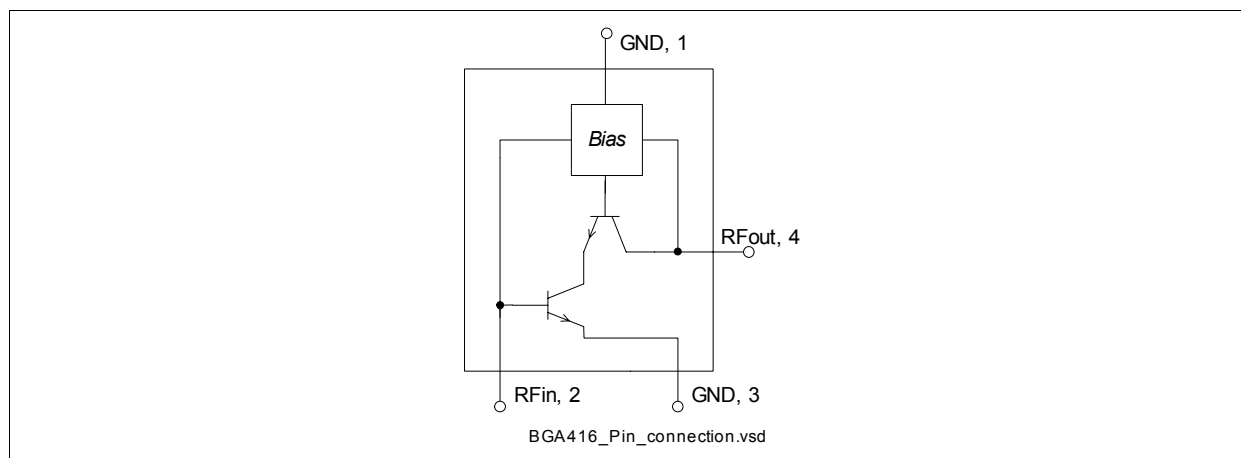 GND, 1
Bias
RFout, 4
RFin, 2
GND, 3
BGA416_Pin_connection.vsd